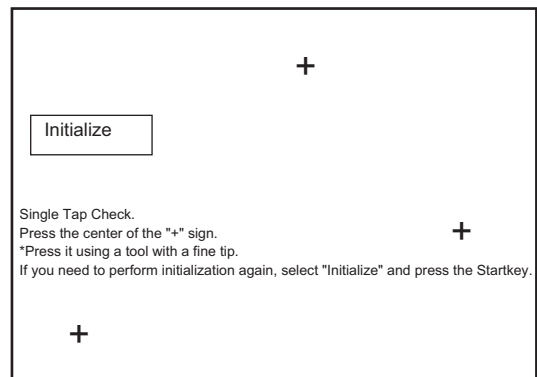 +
Initialize
Single Tap Check.
Press the center of the "+" sign.
+
*Press it using a tool with a fine tip.
If you need to perform initialization again, select "Initialize" and press the Startkey.
+